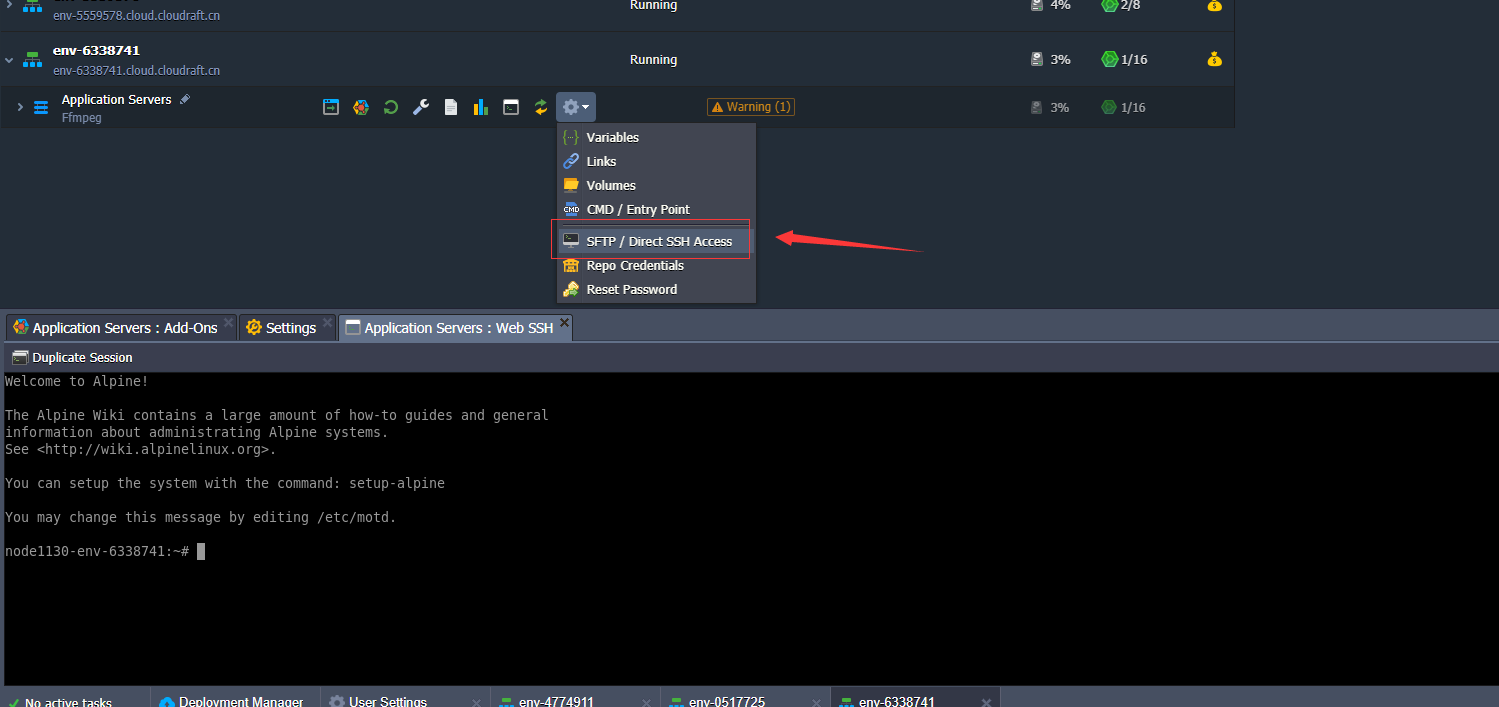 env-5559578.cloud.cloudraft.cn
Running
4%
2/8
env-6338741
env-6338741.cloud.cloudraft.cn
Running
3%
1/16
Application Servers
Ffmpeg
Warning (1)
3%
1/16
Variables
Links
Volumes
CMD
CMD / Entry Point
SFTP / Direct SSH Access
Repo Credentials
Reset Password
Application Servers : Add-Ons
Settings
Application Servers : Web SSH
Duplicate Session
Welcome to Alpine!
The Alpine Wiki contains a large amount of how-to guides and general
information about administrating Alpine systems.
See <http://wiki.alpinelinux.org>.
You can setup the system with the command: setup-alpine
You may change this message by editing /etc/motd.
node1130-env-6338741:~#
No active tasks
Deployment Manager
User Settings
env-4774911
env-0517725
env-6338741